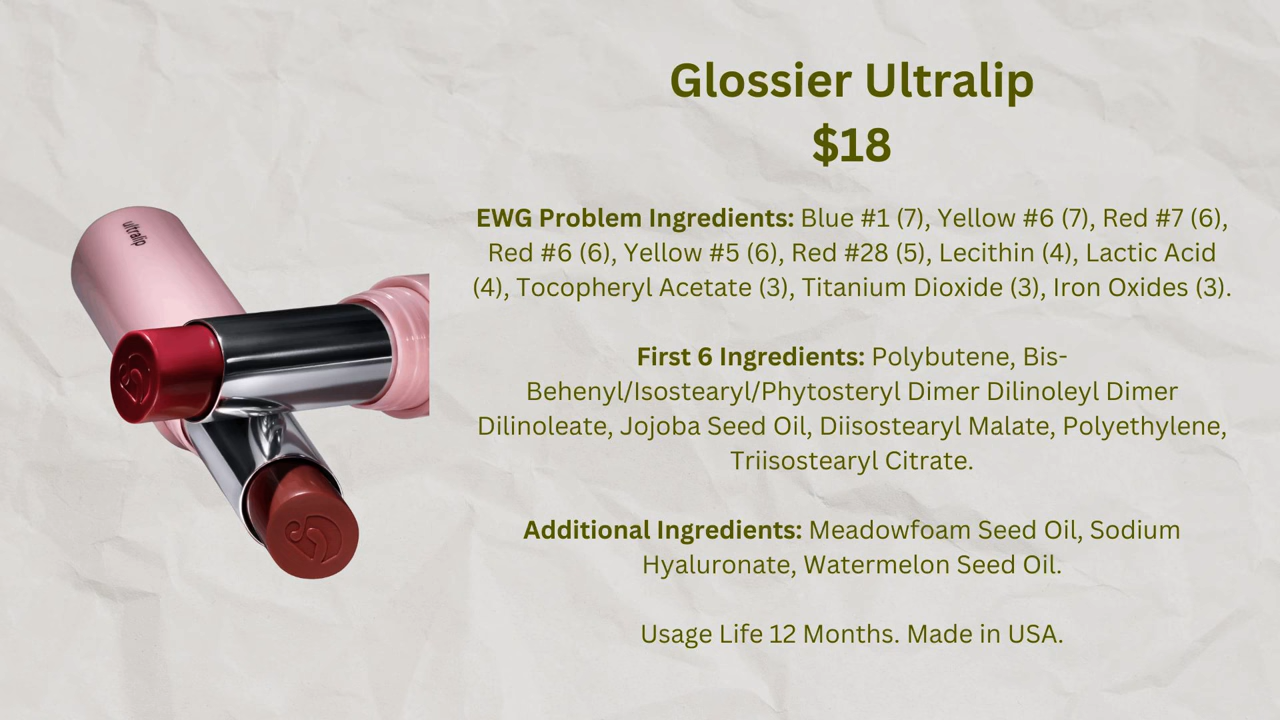 Glossier Ultralip
$18
ultralip
EWG Problem Ingredients: Blue #1 (7), Yellow #6 (7), Red #7 (6),
Red #6 (6), Yellow #5 (6), Red #28 (5), Lecithin (4), Lactic Acid
(4), Tocopheryl Acetate (3), Titanium Dioxide (3), Iron Oxides (3).
First 6 Ingredients: Polybutene, Bis-
Behenyl/Isostearyl/Phytosteryl Dimer Dilinoleyl Dimer
Dilinoleate, Jojoba Seed Oil, Diisostearyl Malate, Polyethylene,
Triisostearyl Citrate.
Additional Ingredients: Meadowfoam Seed Oil, Sodium
Hyaluronate, Watermelon Seed Oil.
Usage Life 12 Months. Made in USA.